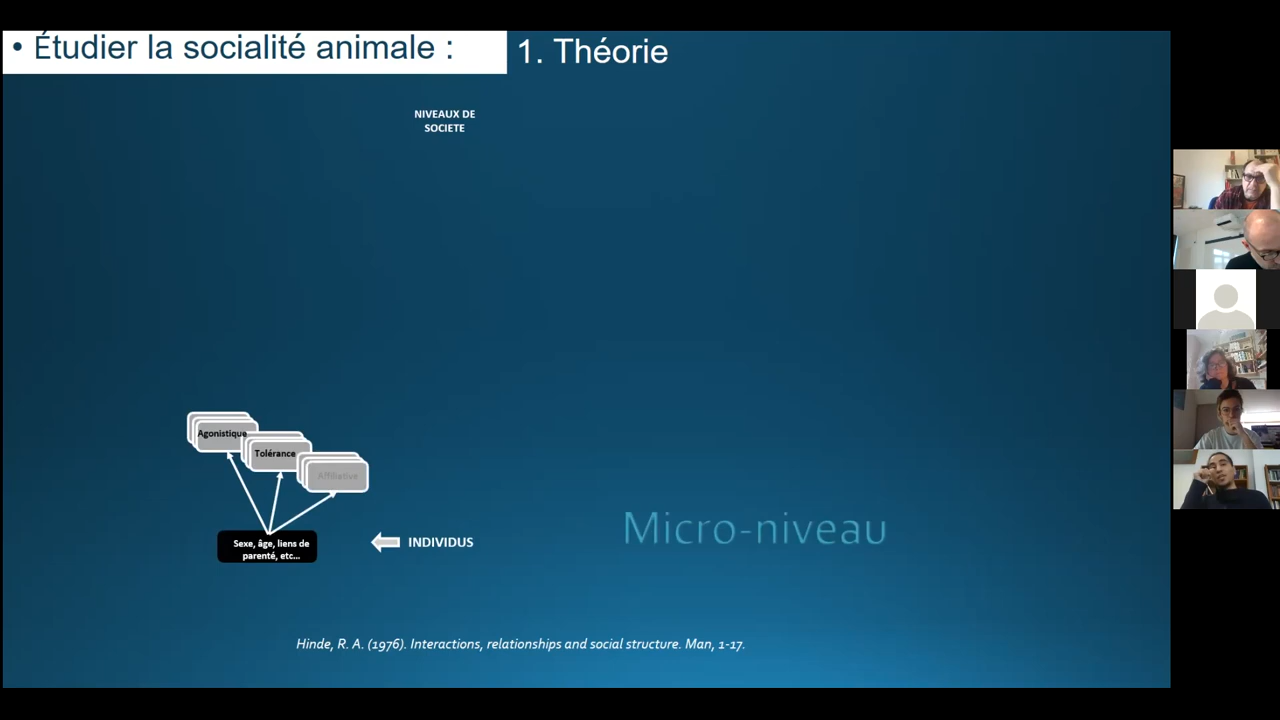 • Étudier la socialité animale :
1. Théorie
NIVEAUX DE
SOCIETE
Agonistique
Tolérance
Affiliative
Sexe, âge, liens de
parenté, etc...
INDIVIDUS
Micro-niveau
Hinde, R. A. (1976). Interactions, relationships and social structure. Man, 1-17.